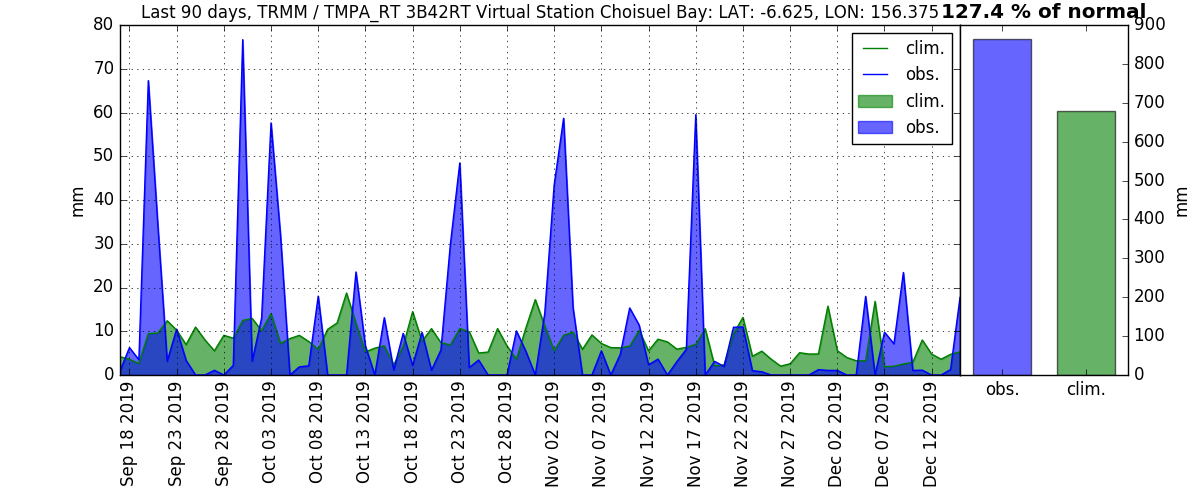 Last 90 days, TRMM / TMPA_RT 3B42RT Virtual Station Choisuel Bay: LAT: -6.625, LON: 156.375 127.4 % of normal
80
70
60
50
40
30
20
10
0
mm
clim.
obs.
clim.
obs.
900
800
700
600
500
400
300
200
100
0
mm
obs.
clim.
Sep 18 2019
Sep 23 2019
Sep 28 2019
Oct 03 2019
Oct 08 2019
Oct 13 2019
Oct 18 2019
Oct 23 2019
Oct 28 2019
Nov 02 2019
Nov 07 2019
Nov 12 2019
Nov 17 2019
Nov 22 2019
Nov 27 2019
Dec 02 2019
Dec 07 2019
Dec 12 2019